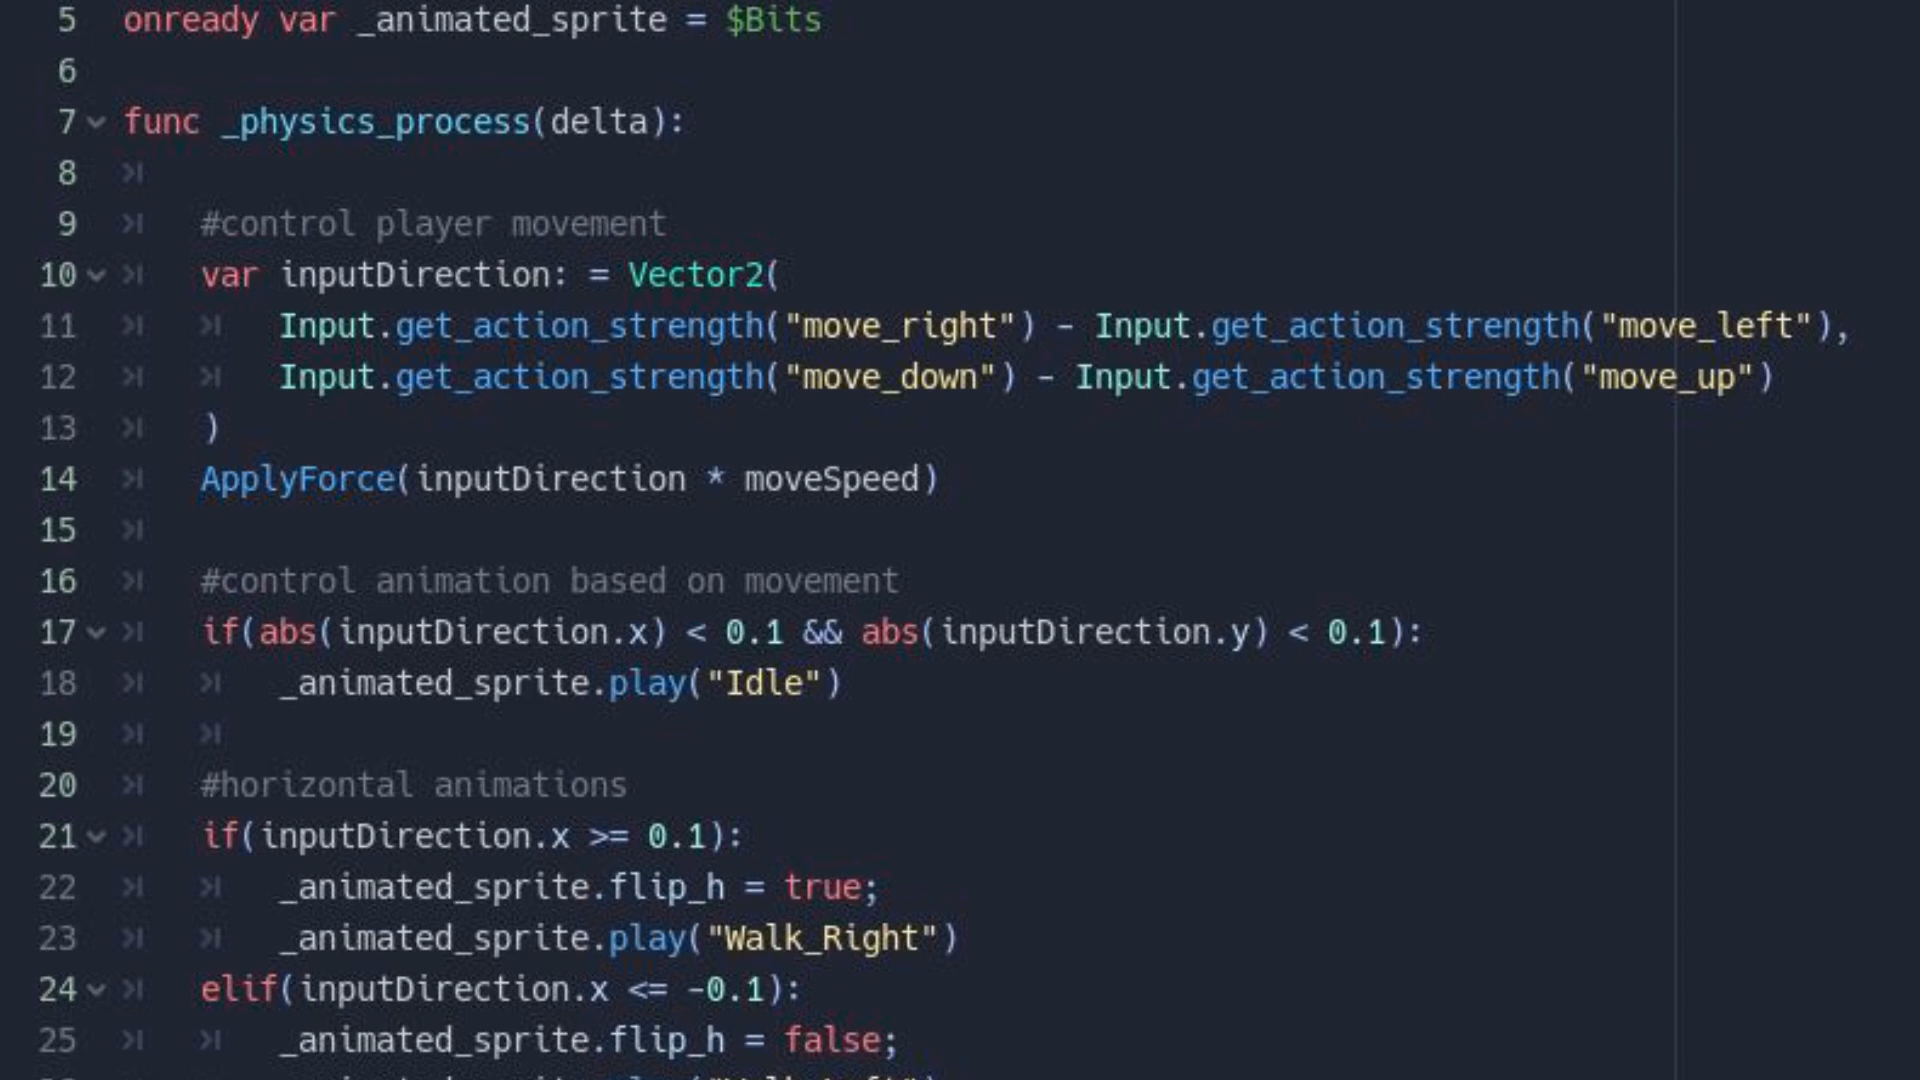 5 onready var _animated_sprite = $Bits
6
7 func _physics_process(delta):
8
9 #control player movement
10 var inputDirection: = Vector2(
11 Input.get_action_strength("move_right") - Input.get_action_strength("move_left"),
12 Input.get_action_strength("move_down") - Input.get_action_strength("move_up")
13 )
14 ApplyForce(inputDirection * moveSpeed)
15
16 #control animation based on movement
17 if(abs(inputDirection.x) < 0.1 && abs(inputDirection.y) < 0.1):
18 _animated_sprite.play("Idle")
19
20 #horizontal animations
21 if(inputDirection.x >= 0.1):
22 _animated_sprite.flip_h = true;
23 _animated_sprite.play("Walk_Right")
24 elif(inputDirection.x <= -0.1):
25 _animated_sprite.flip_h = false;